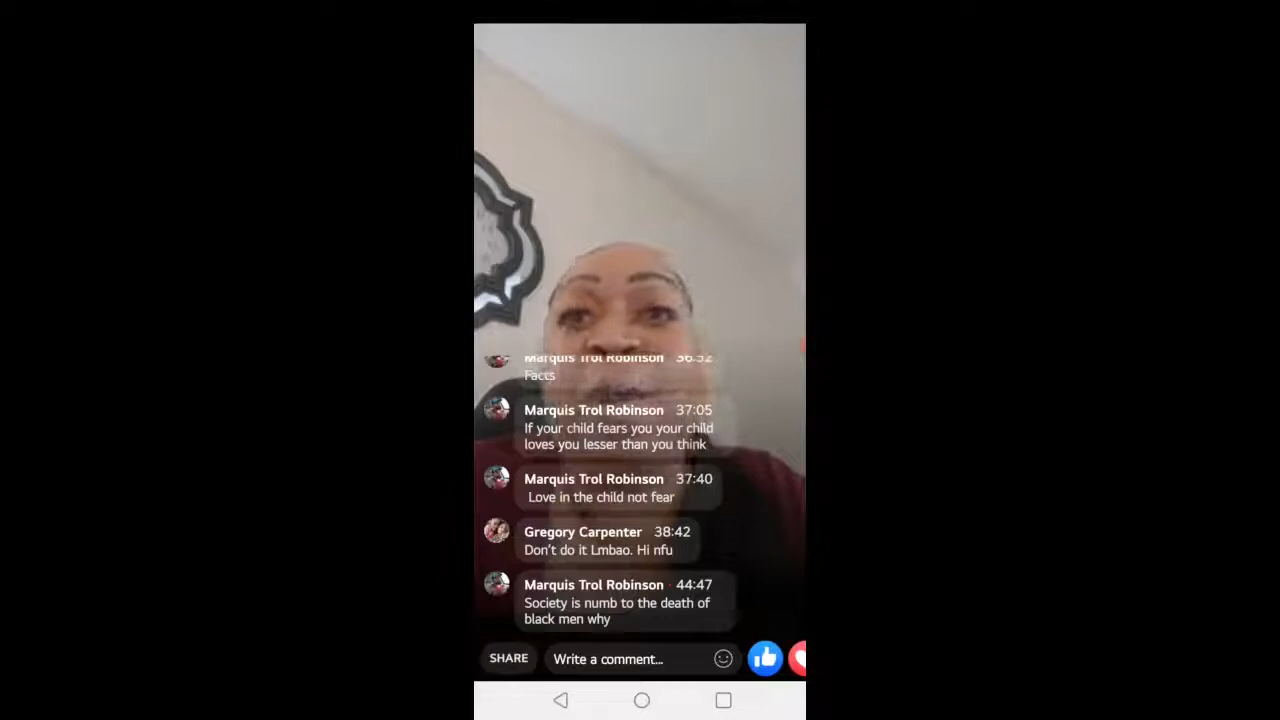 Marquis Trol Robinson 36:52
Facts
Marquis Trol Robinson 37:05
If your child fears you your child
loves you lesser than you think
Marquis Trol Robinson 37:40
Love in the child not fear
Gregory Carpenter 38:42
Don't do it Lmbao. Hi nfu
Marquis Trol Robinson 44:47
Society is numb to the death of
black men why
SHARE
Write a comment...